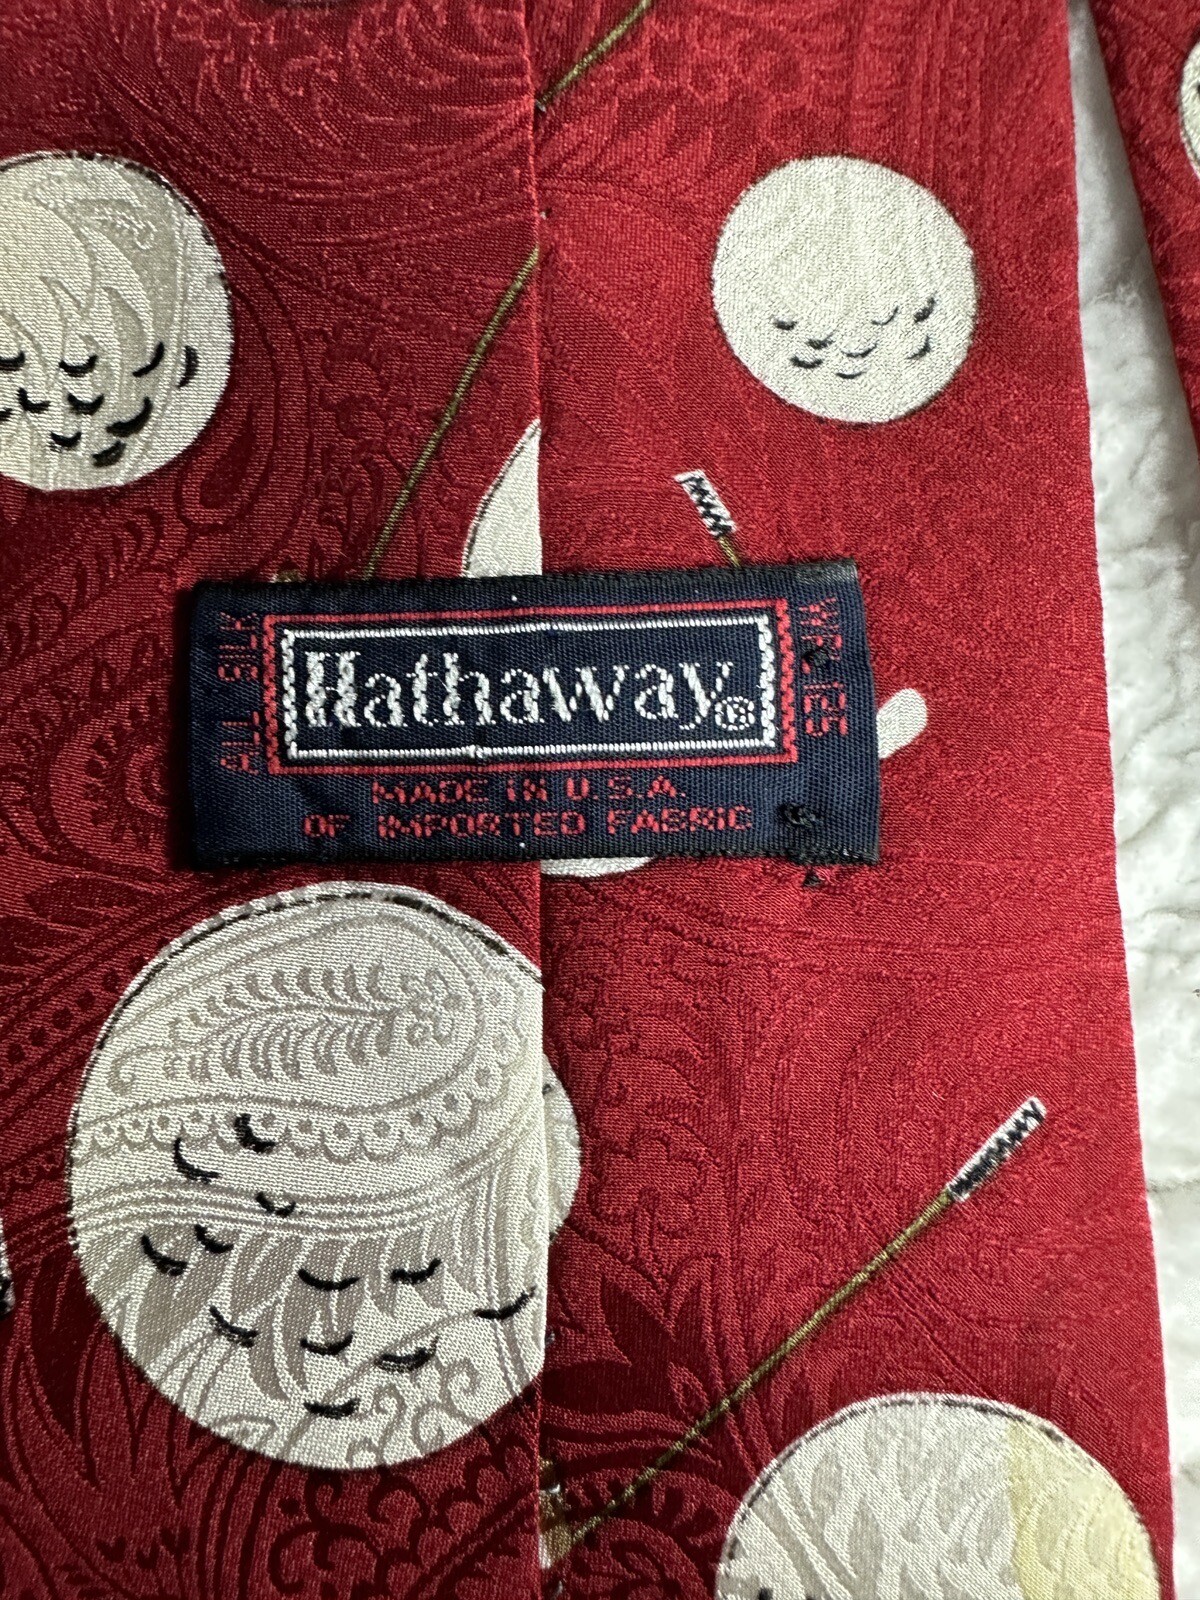 ALL SILK
Hathaway®
WPL 125
MADE IN U.S.A.
OF IMPORTED FABRIC